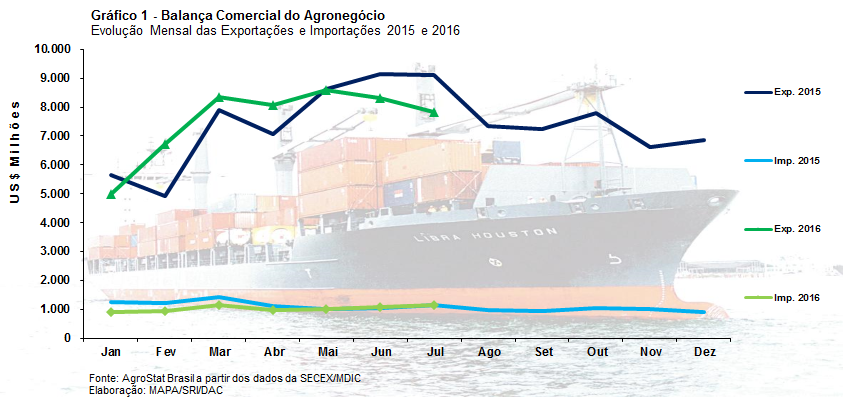 Gráfico 1 - Balança Comercial do Agronegócio
Evolução Mensal das Exportações e Importações 2015 e 2016
US$ Milhões
10.000
9.000
8.000
7.000
6.000
5.000
4.000
3.000
2.000
1.000
0
Jan Fev Mar Abr Mai Jun Jul Ago Set Out Nov Dez
Exp. 2015
Imp. 2015
Exp. 2016
Imp. 2016
LIBRA HOUSTON
Fonte: AgroStat Brasil a partir dos dados da SECEX/MDIC
Elaboração: MAPA/SRI/DAC